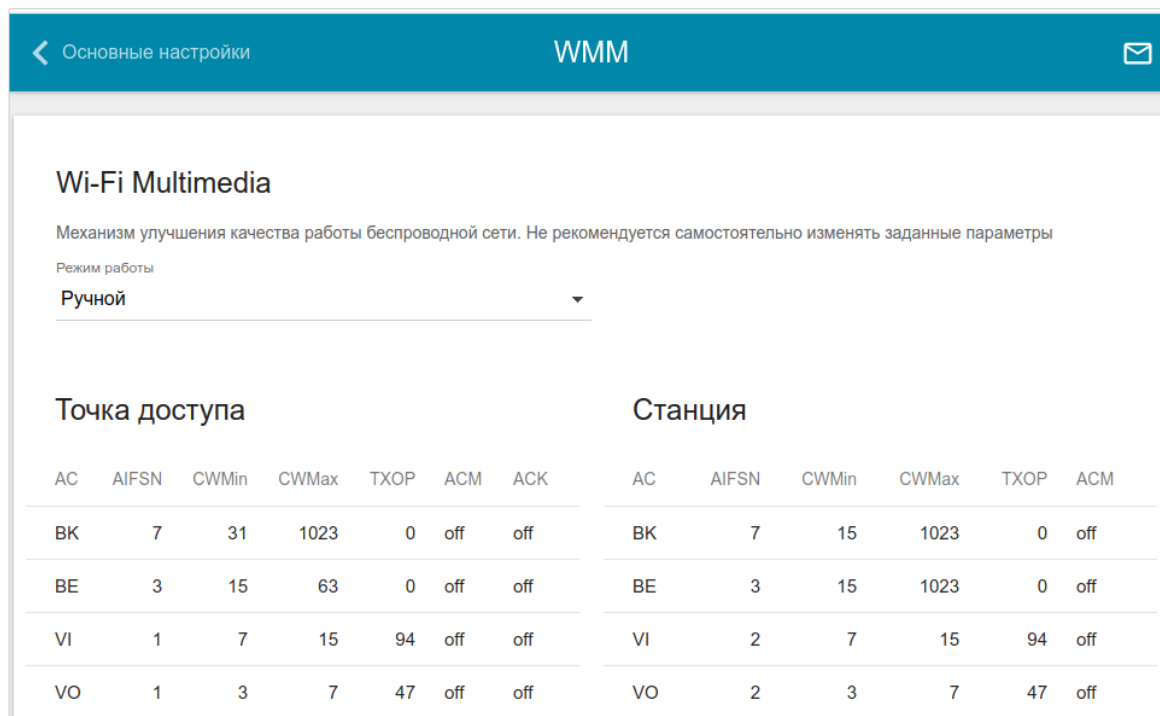 Основные настройки WMM
Wi-Fi Multimedia
Механизм улучшения качества работы беспроводной сети. Не рекомендуется самостоятельно изменять заданные параметры
Режим работы
Ручной
Точка доступа
AC AIFSN CWMin CWMax TXOP ACM ACK
BK 7 31 1023 0 off off
BE 3 15 63 0 off off
VI 1 7 15 94 off off
VO 1 3 7 47 off off
Станция
AC AIFSN CWMin CWMax TXOP ACM
BK 7 15 1023 0 off
BE 3 15 1023 0 off
VI 2 7 15 94 off
VO 2 3 7 47 off